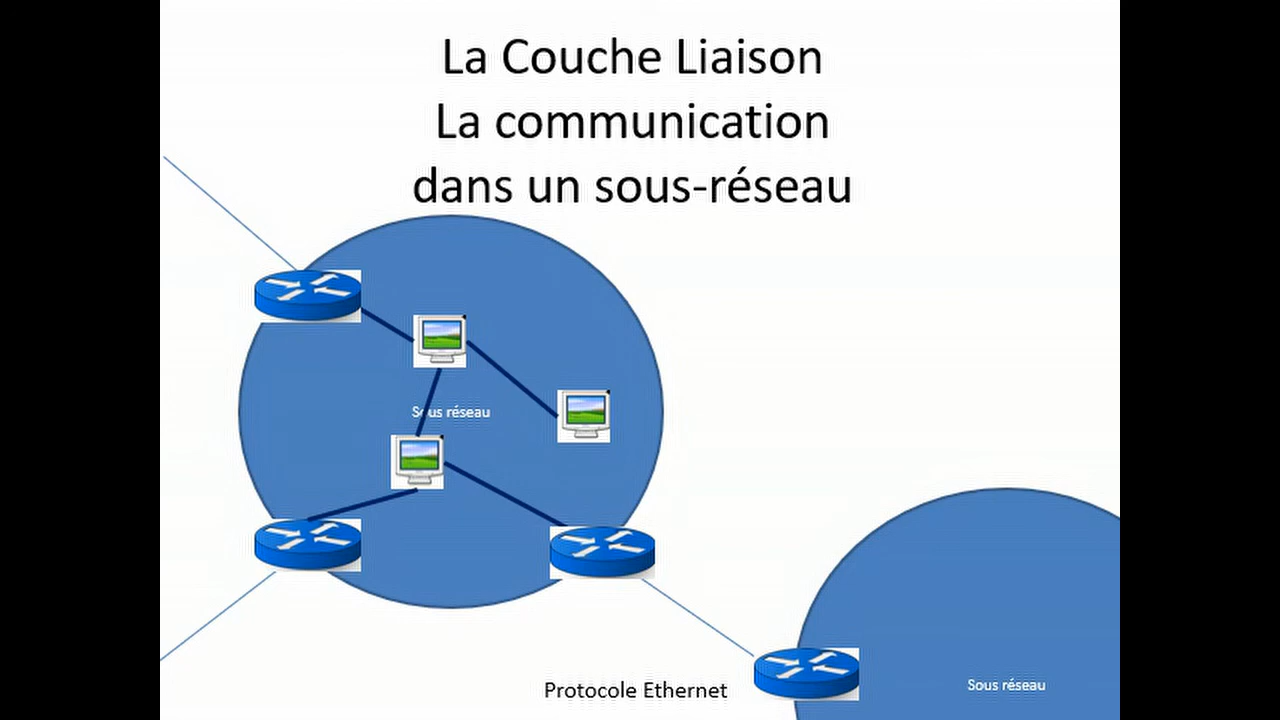 La Couche Liaison
La communication
dans un sous-réseau
Sous réseau
Sous réseau
Protocole Ethernet